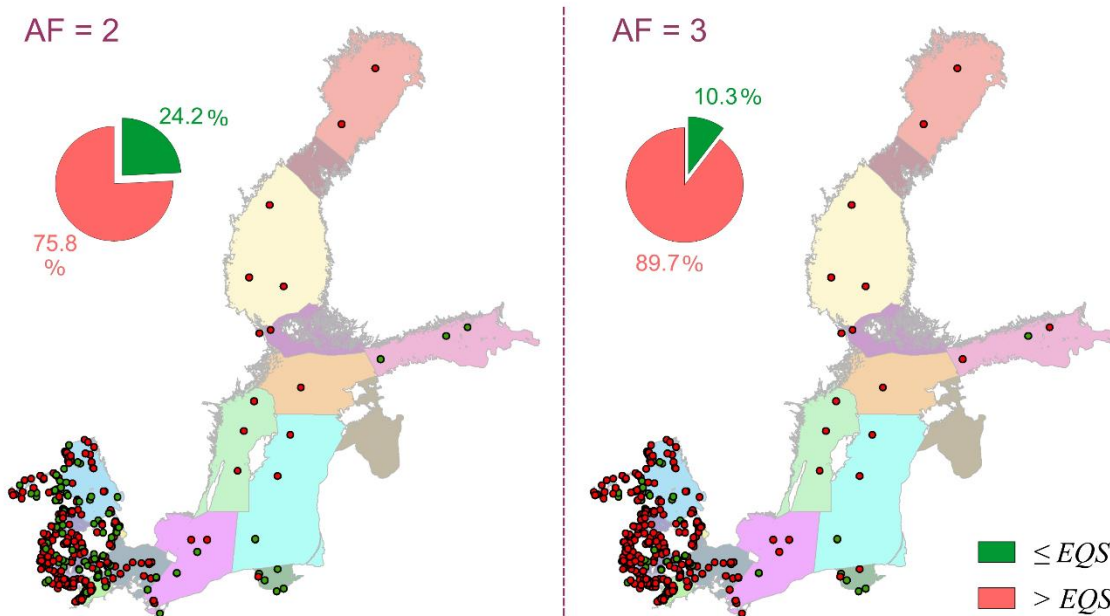 AF = 2
24.2 %
75.8
%
AF = 3
10.3 %
89.7 %
≤ EQS
> EQS